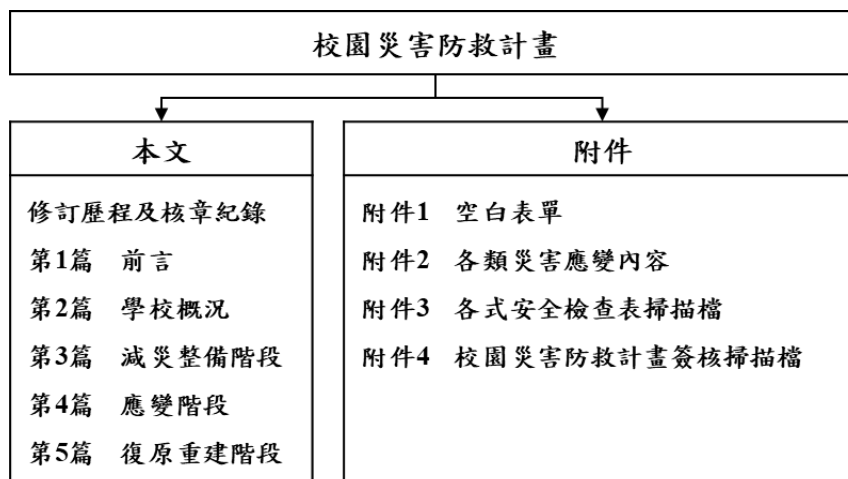 校園災害防救計畫
本文
修訂歷程及核章紀錄
第1篇 前言
第2篇 學校概況
第3篇 減災整備階段
第4篇 應變階段
第5篇 復原重建階段
附件
附件1 空白表單
附件2 各類災害應變內容
附件3 各式安全檢查表掃描檔
附件4 校園災害防救計畫簽核掃描檔